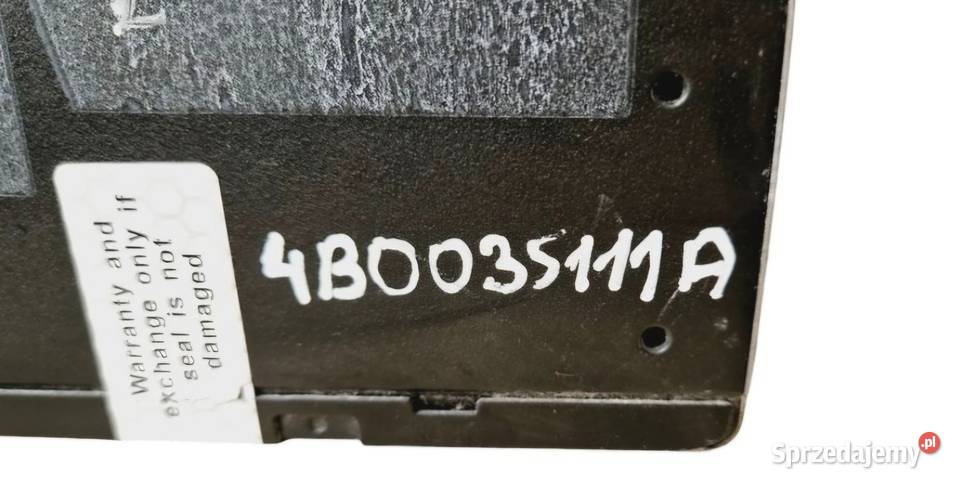 Warranty and
exchange only if
seal is not
damaged
4B0035111A
Sprzedajemy.pl